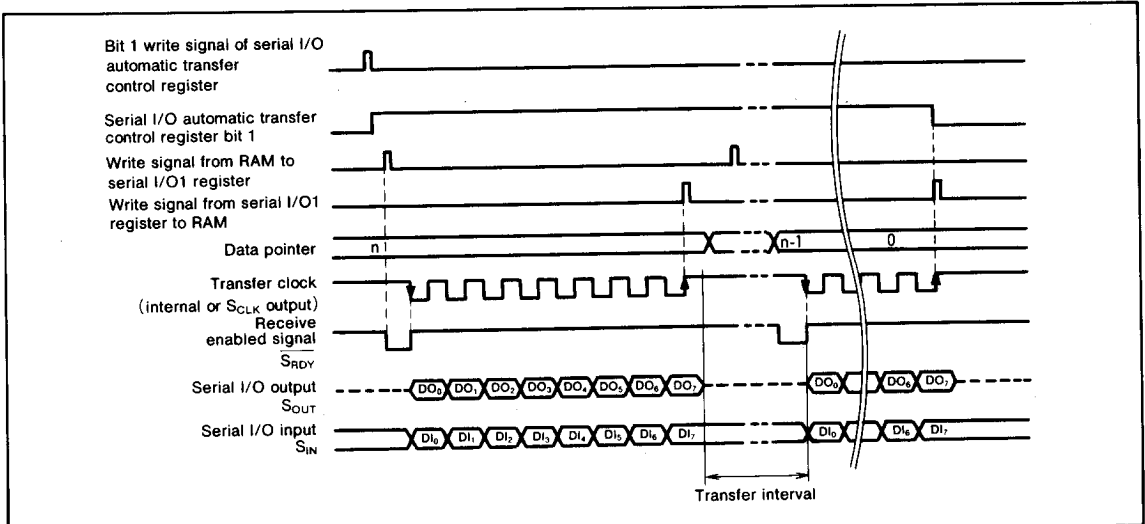 Bit 1 write signal of serial I/O
automatic transfer
control register
Serial I/O automatic transfer
control register bit 1
Write signal from RAM to
serial I/O1 register
Write signal from serial I/O1
register to RAM
Data pointer n n-1 0
Transfer clock
(internal or SCLK output)
Receive
enabled signal
SRDY
Serial I/O output DO0 DO1 DO2 DO3 DO4 DO5 DO6 DO7 DO0 DO6 DO7
SOUT
Serial I/O input DI0 DI1 DI2 DI3 DI4 DI5 DI6 DI7 DI0 DI6 DI7
SIN
Transfer interval